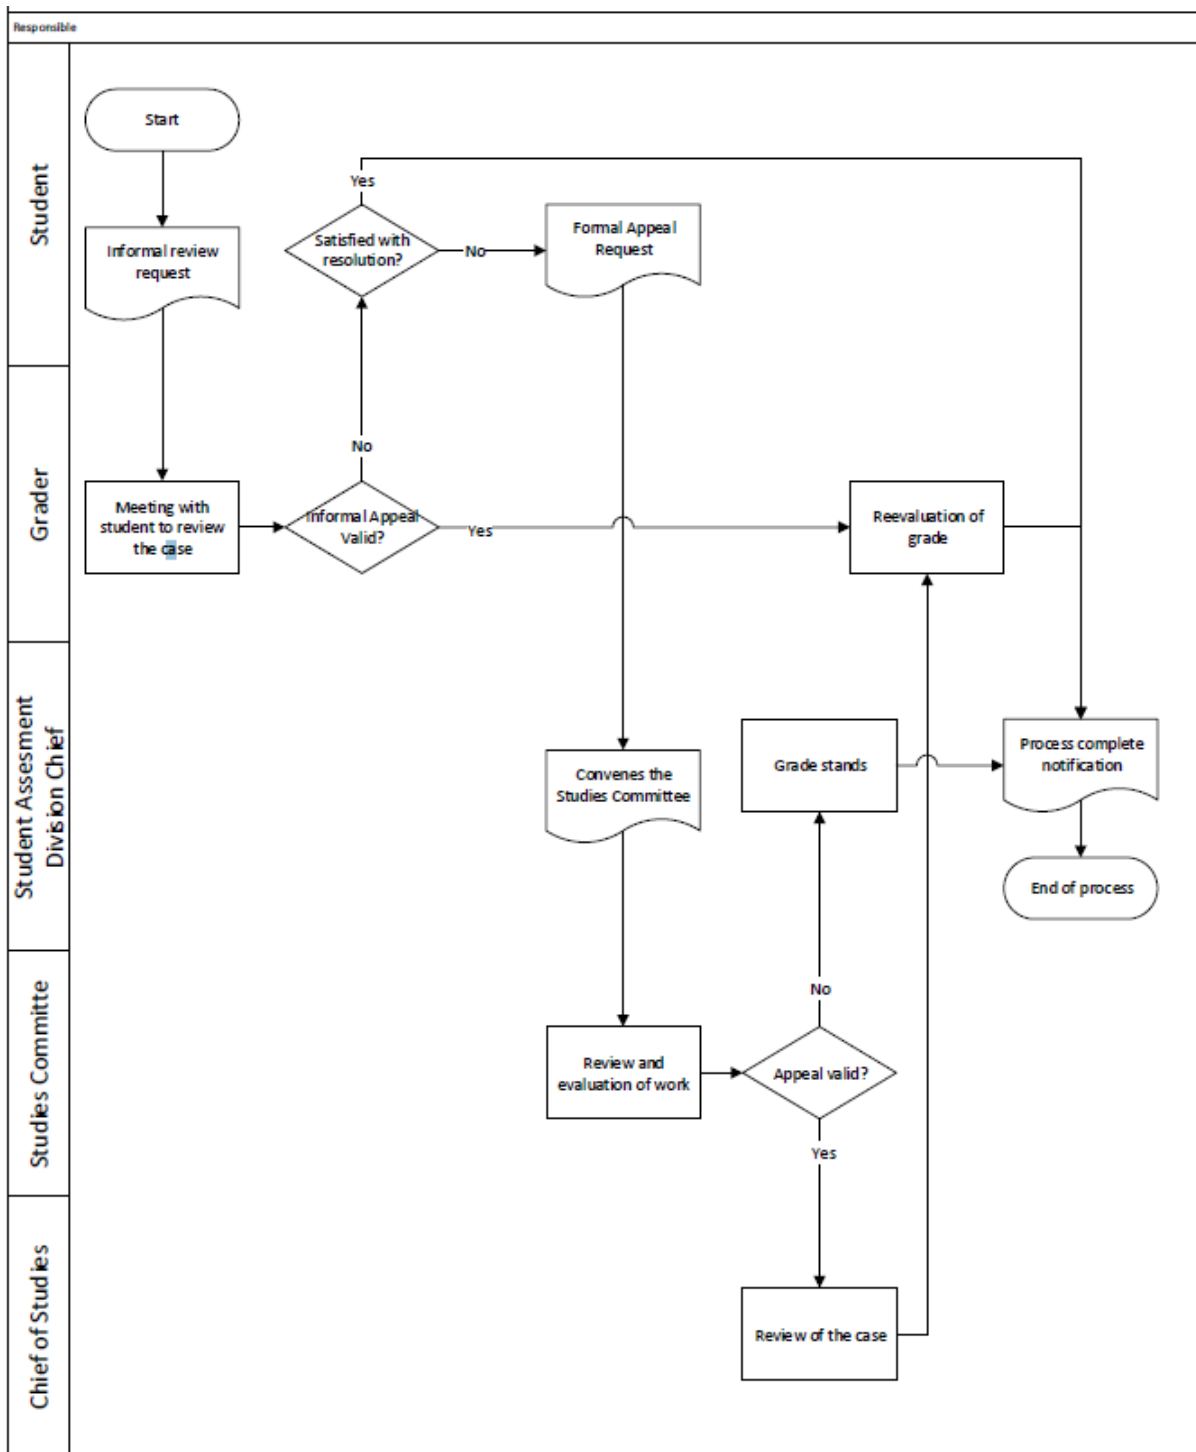 Responsible
Student
Start
Informal review
request
Yes
Satisfied with
resolution?
No
Formal Appeal
Request
Grader
Meeting with
student to review
the case
No
Informal Appeal
Valid?
Yes
Reevaluation of
grade
Student Assessment
Division Chief
Convenes the
Studies Committee
Grade stands
Process complete
notification
End of process
Studies Committe
Review and
evaluation of work
No
Appeal valid?
Yes
Chief of Studies
Review of the case